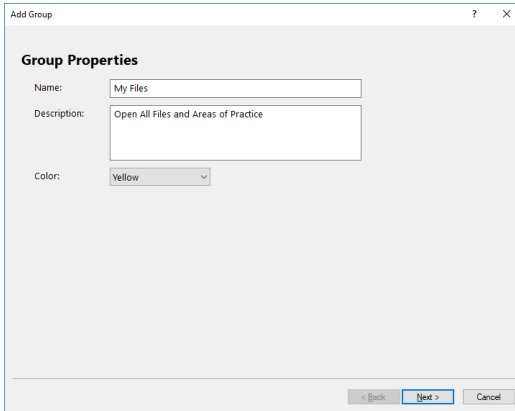 Add Group ?
Group Properties
Name: My Files
Description: Open All Files and Areas of Practice
Color: Yellow
< Back Next > Cancel